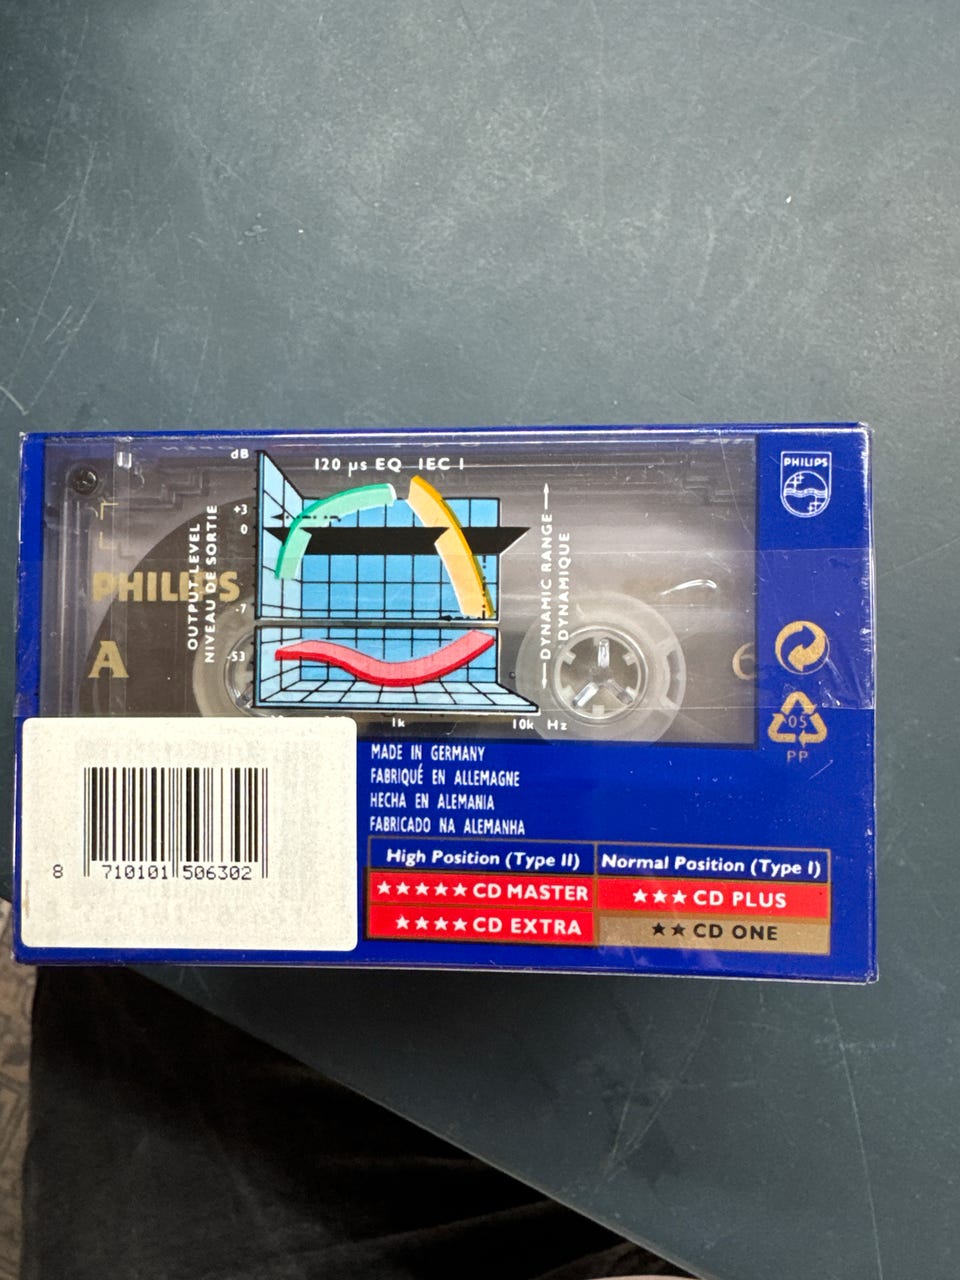 dB
120 µs EQ IEC I
PHILIPS
+3
0
OUTPUT LEVEL
NIVEAU DE SORTIE
DYNAMIC RANGE
DYNAMIQUE
PHILIPS
-7
A
-53
6
05
PP
1k
10k Hz
MADE IN GERMANY
FABRIQUÉ EN ALLEMAGNE
HECHA EN ALEMANIA
FABRICADO NA ALEMANHA
8 710101 506302
High Position (Type II) Normal Position (Type I)
★★★★★ CD MASTER ★★★ CD PLUS
★★★★ CD EXTRA ★★ CD ONE